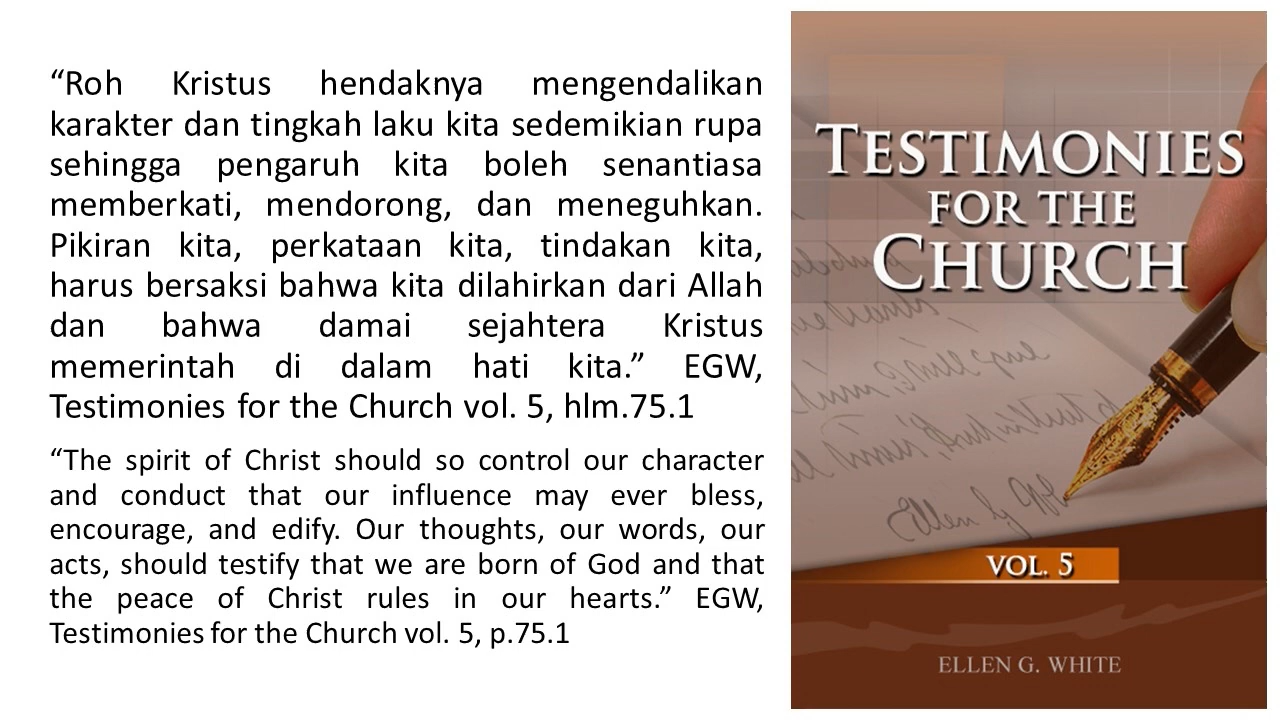 “Roh Kristus hendaknya mengendalikan
karakter dan tingkah laku kita sedemikian rupa
sehingga pengaruh kita boleh senantiasa
memberkati, mendorong, dan meneguhkan.
Pikiran kita, perkataan kita, tindakan kita,
harus bersaksi bahwa kita dilahirkan dari Allah
dan bahwa damai sejahtera Kristus
memerintah di dalam hati kita.” EGW,
Testimonies for the Church vol. 5, hlm.75.1
“The spirit of Christ should so control our character
and conduct that our influence may ever bless,
encourage, and edify. Our thoughts, our words, our
acts, should testify that we are born of God and that
the peace of Christ rules in our hearts.” EGW,
Testimonies for the Church vol. 5, p.75.1
TESTIMONIES
FOR THE
CHURCH
VOL. 5
ELLEN G. WHITE